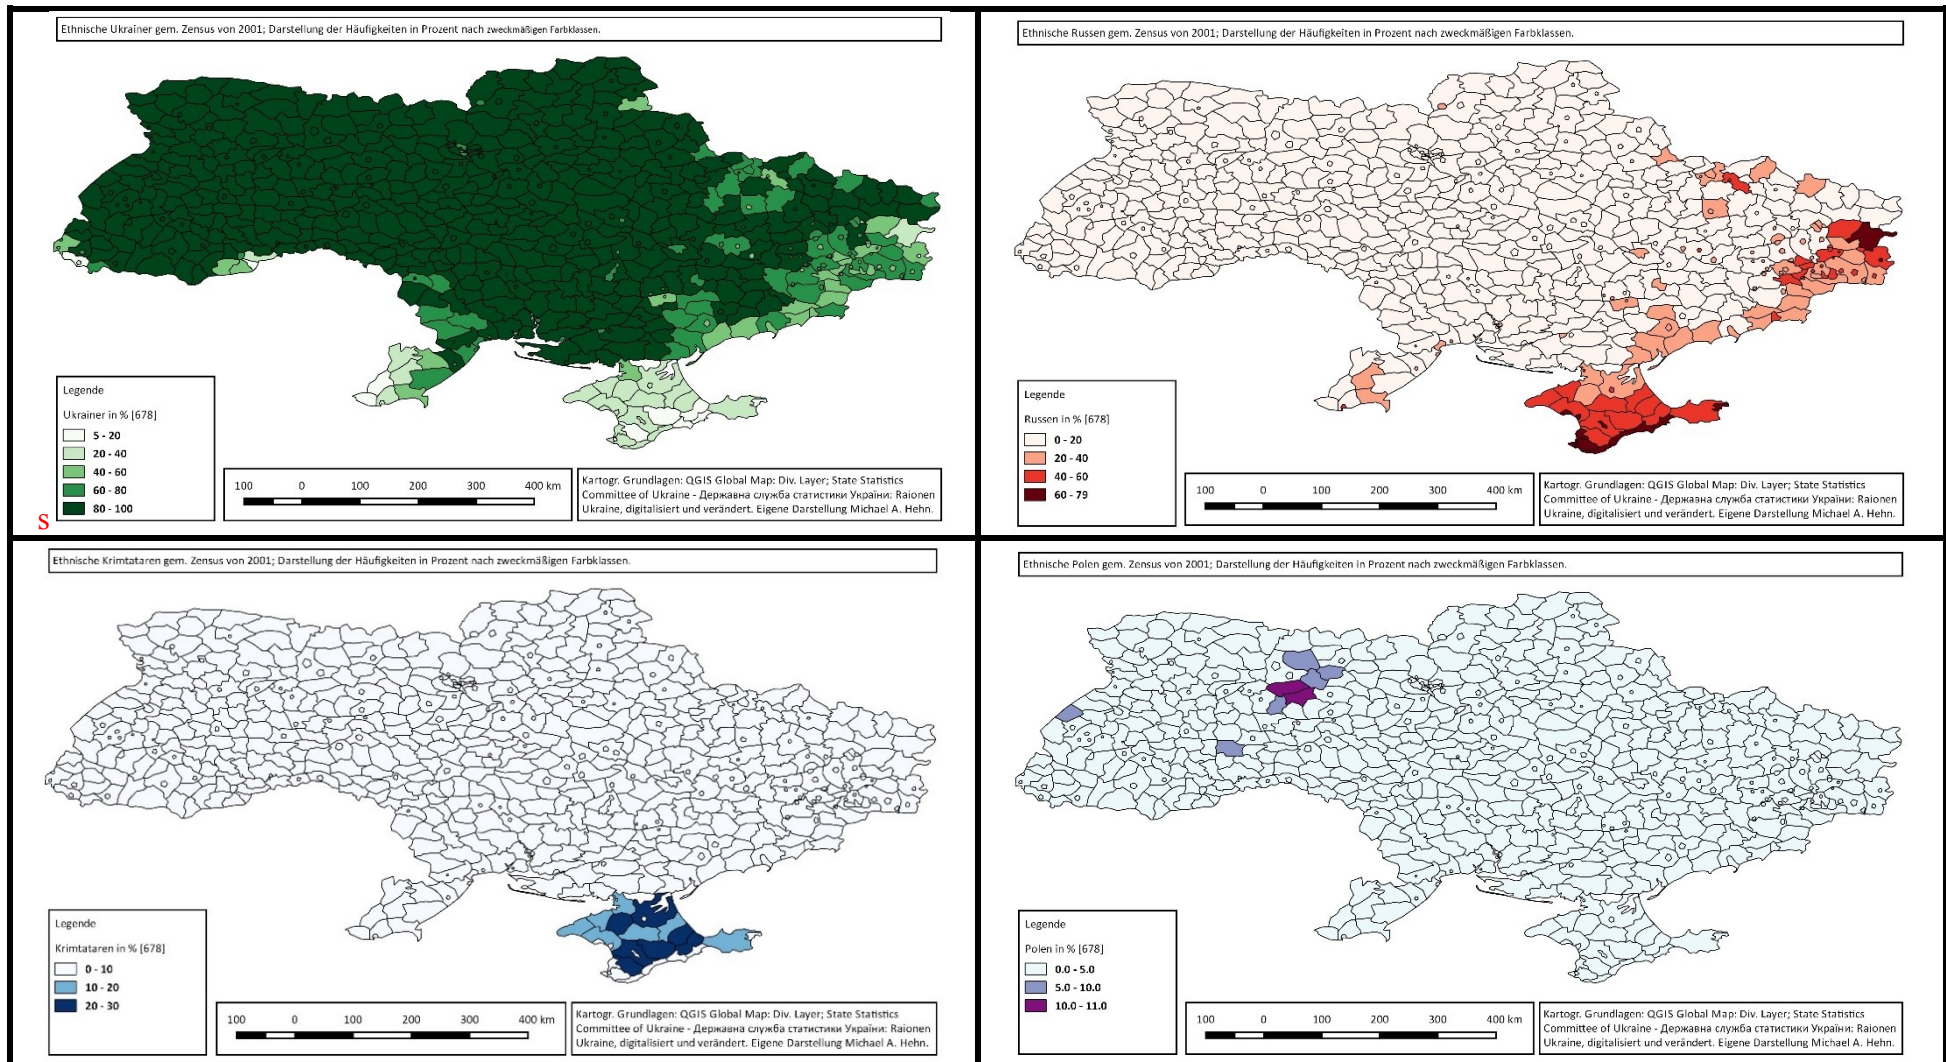 Ethnische Ukrainer gem. Zensus von 2001; Darstellung der Häufigkeiten in Prozent nach zweckmäßigen Farbklassen.
Legende
Ukrainer in % [678]
5 - 20
20 - 40
40 - 60
60 - 80
80 - 100
S
100 0 100 200 300 400 km
Kartogr. Grundlagen: QGIS Global Map: Div. Layer; State Statistics
Committee of Ukraine - Державна служба статистики України: Raionen
Ukraine, digitalisiert und verändert. Eigene Darstellung Michael A. Hehn.
Ethnische Russen gem. Zensus von 2001; Darstellung der Häufigkeiten in Prozent nach zweckmäßigen Farbklassen.
Legende
Russen in % [678]
0 - 20
20 - 40
40 - 60
60 - 79
100 0 100 200 300 400 km
Kartogr. Grundlagen: QGIS Global Map: Div. Layer; State Statistics
Committee of Ukraine - Державна служба статистики України: Raionen
Ukraine, digitalisiert und verändert. Eigene Darstellung Michael A. Hehn.
Ethnische Krimtataren gem. Zensus von 2001; Darstellung der Häufigkeiten in Prozent nach zweckmäßigen Farbklassen.
Legende
Krimtataren in % [678]
0 - 10
10 - 20
20 - 30
100 0 100 200 300 400 km
Kartogr. Grundlagen: QGIS Global Map: Div. Layer; State Statistics
Committee of Ukraine - Державна служба статистики України: Raionen
Ukraine, digitalisiert und verändert. Eigene Darstellung Michael A. Hehn.
Ethnische Polen gem. Zensus von 2001; Darstellung der Häufigkeiten in Prozent nach zweckmäßigen Farbklassen.
Legende
Polen in % [678]
0.0 - 5.0
5.0 - 10.0
10.0 - 11.0
100 0 100 200 300 400 km
Kartogr. Grundlagen: QGIS Global Map: Div. Layer; State Statistics
Committee of Ukraine - Державна служба статистики України: Raionen
Ukraine, digitalisiert und verändert. Eigene Darstellung Michael A. Hehn.